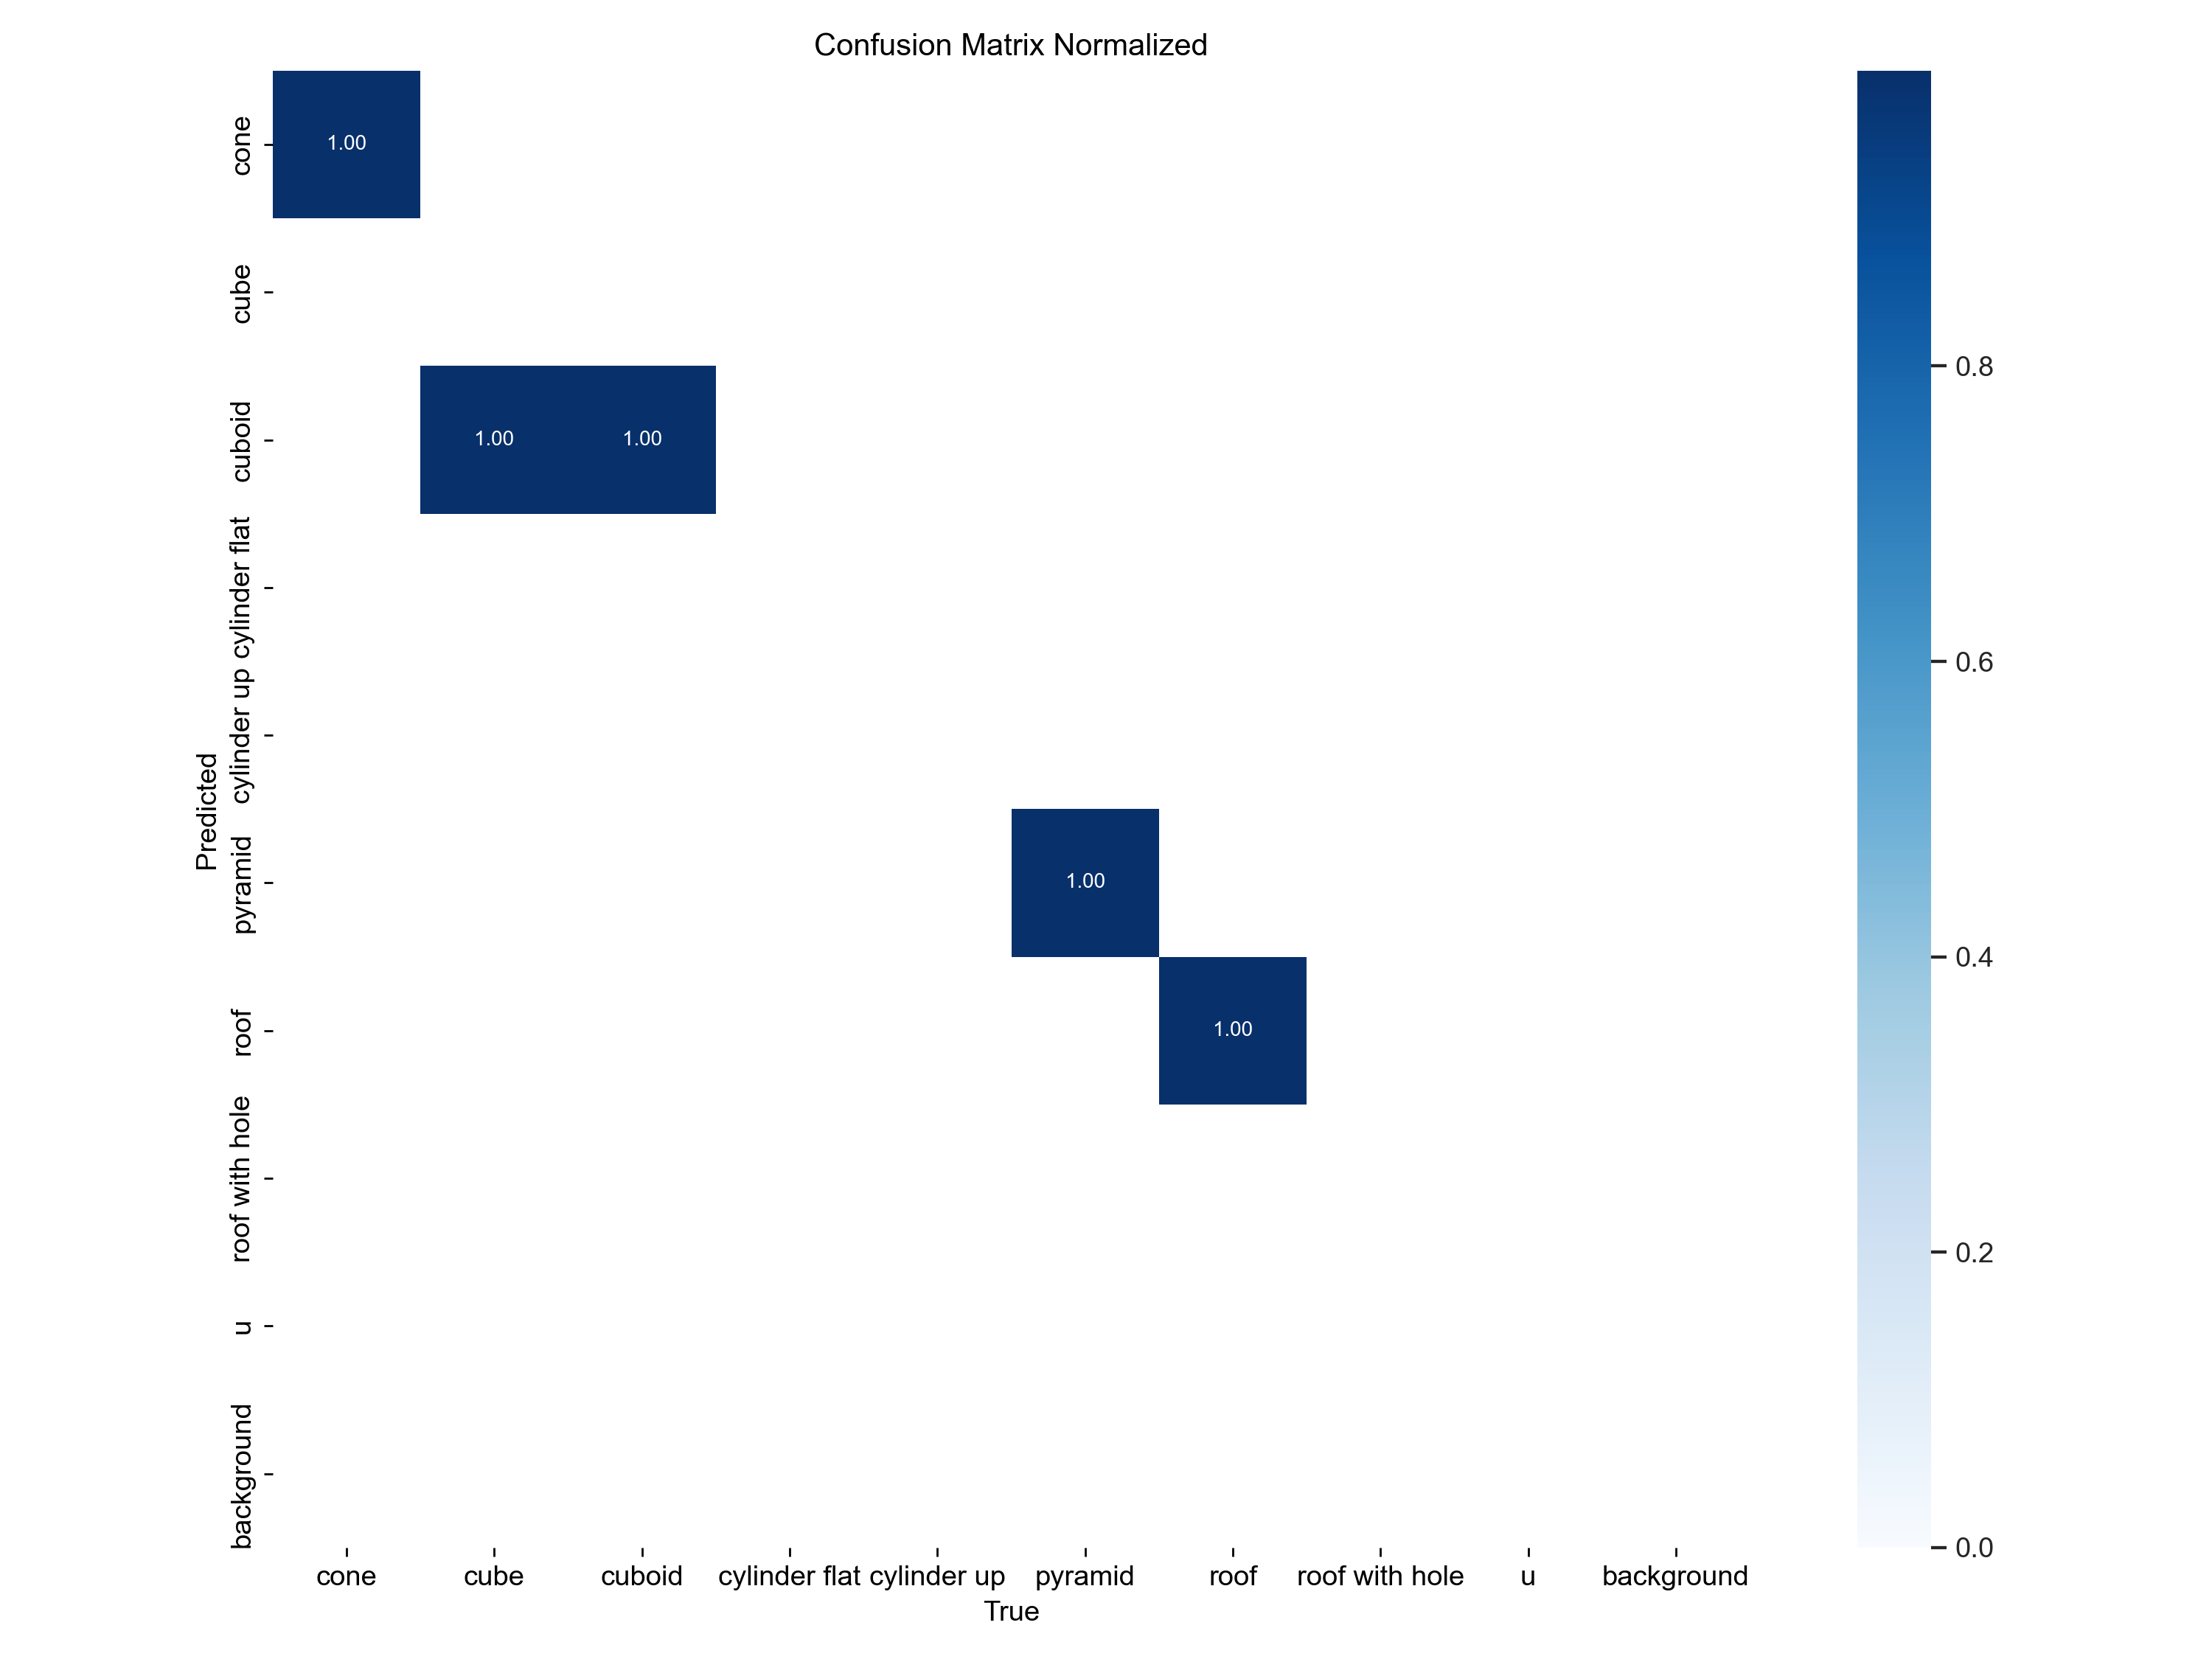 Confusion Matrix Normalized
cone
1.00
cube
cuboid
1.00 1.00
0.8
cylinder flat
0.6
cylinder up
Predicted
pyramid
1.00
0.4
roof
1.00
roof with hole
0.2
u
background
0.0
cone cube cuboid cylinder flat cylinder up pyramid roof roof with hole u background
True